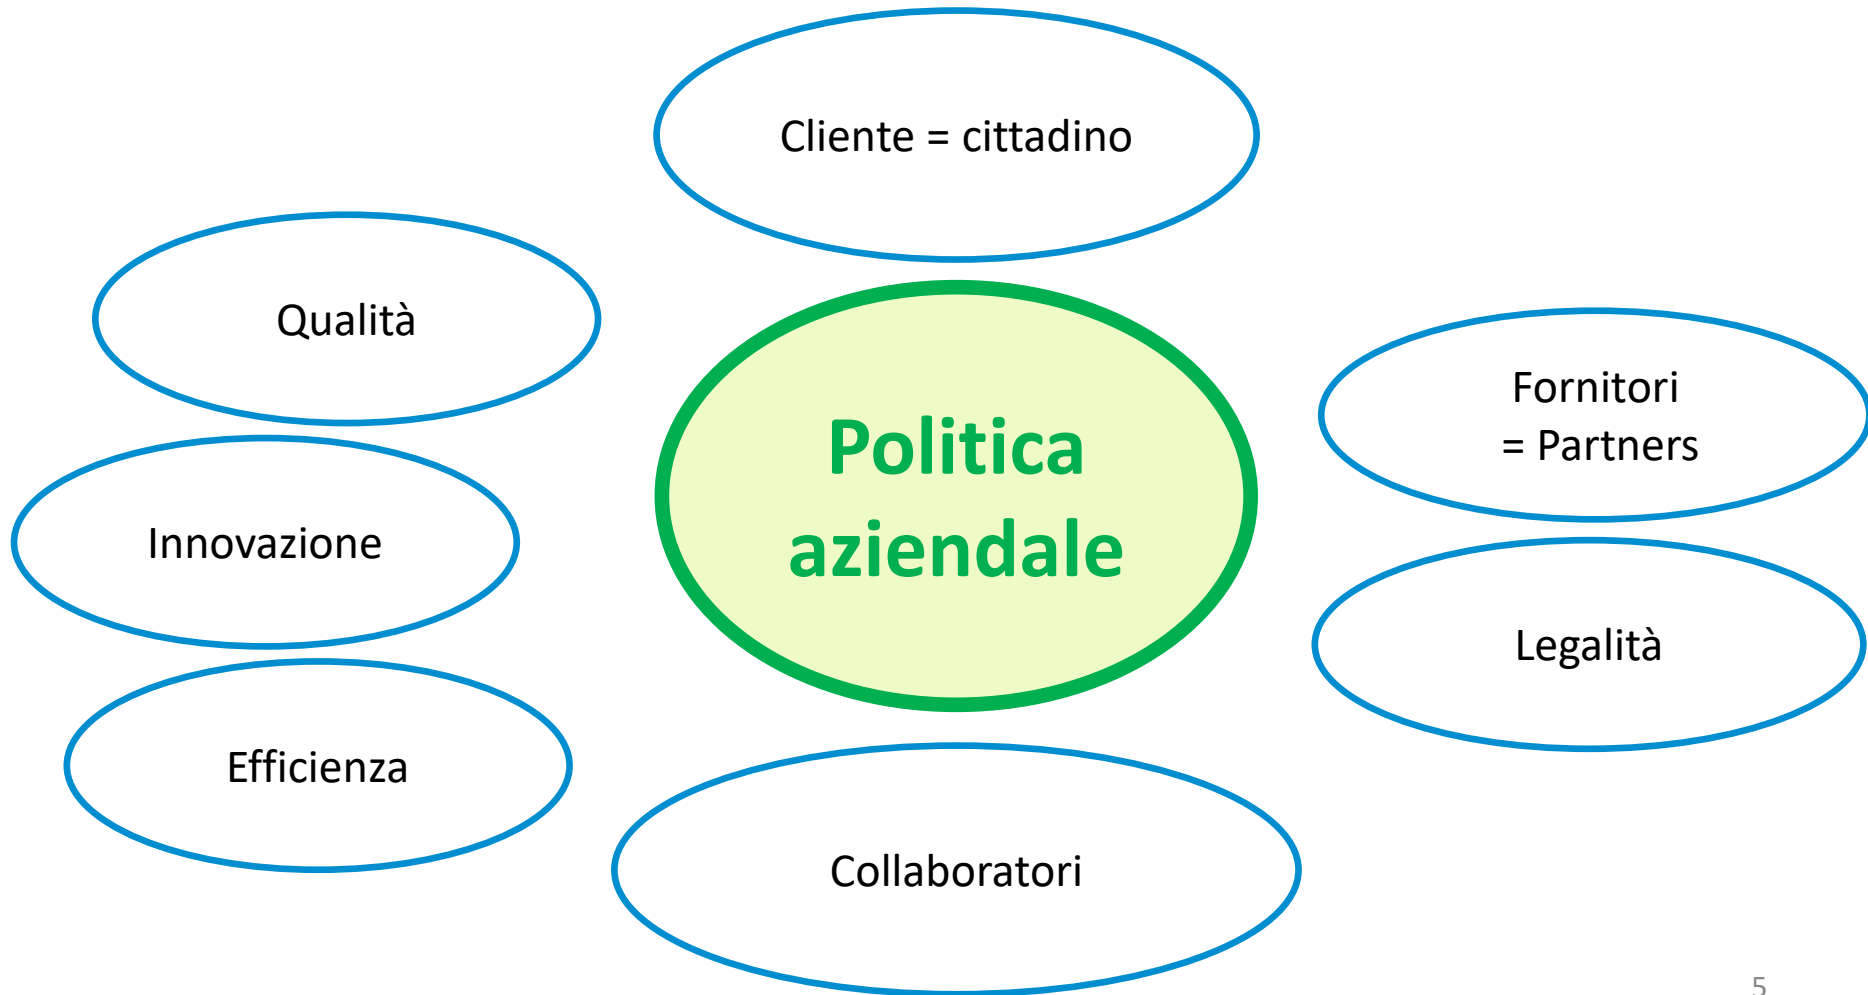 Cliente = cittadino
Qualità
Fornitori
= Partners
Politica
aziendale
Innovazione
Legalità
Efficienza
Collaboratori
5